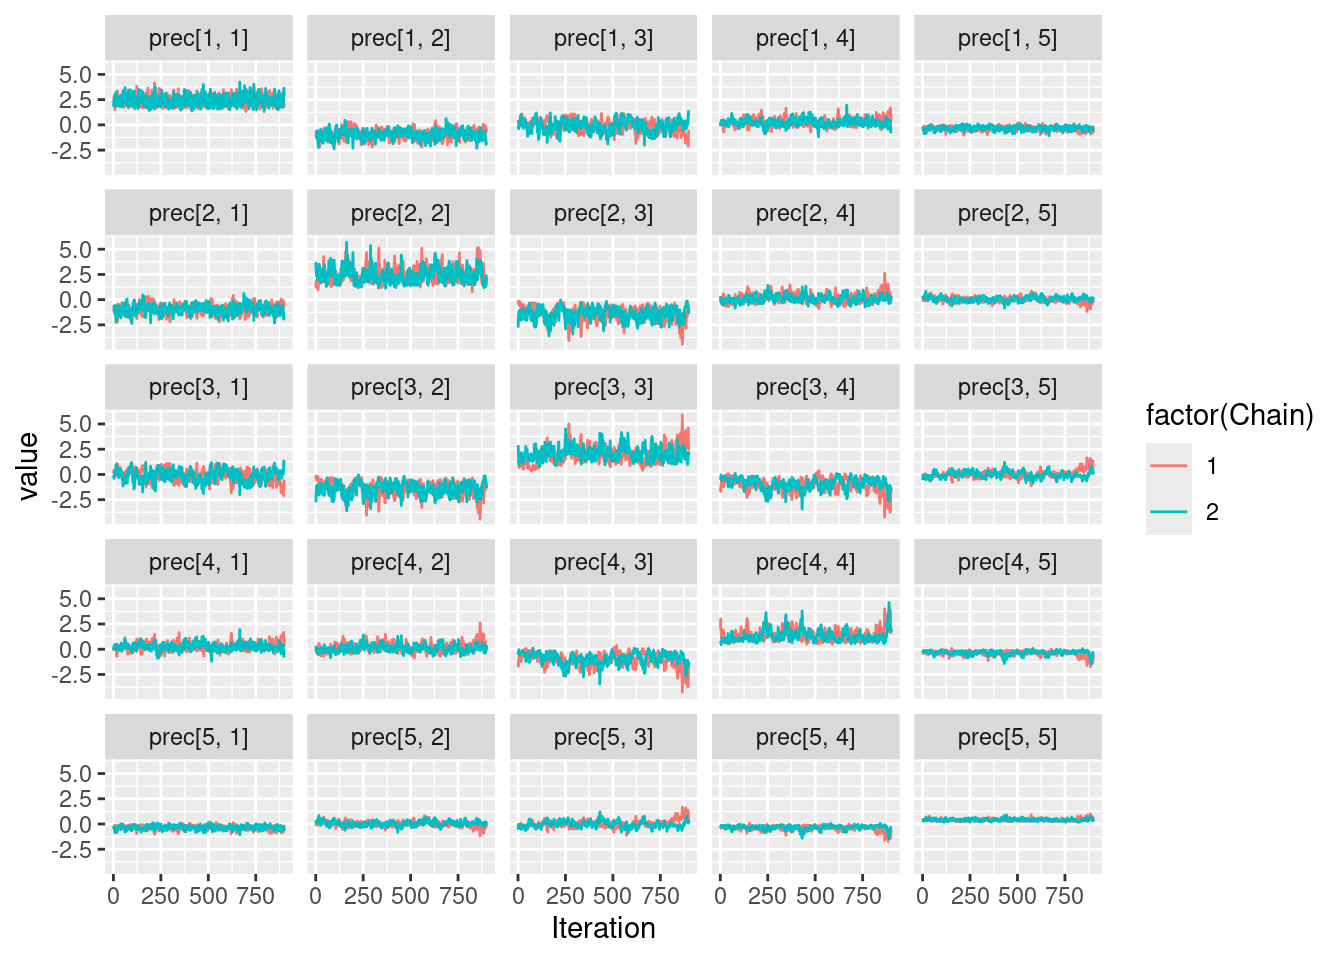 prec[1, 1] prec[1, 2] prec[1, 3] prec[1, 4] prec[1, 5]
5.0
2.5
0.0
-2.5
prec[2, 1] prec[2, 2] prec[2, 3] prec[2, 4] prec[2, 5]
5.0
2.5
0.0
-2.5
prec[3, 1] prec[3, 2] prec[3, 3] prec[3, 4] prec[3, 5]
5.0
2.5
0.0
-2.5
prec[4, 1] prec[4, 2] prec[4, 3] prec[4, 4] prec[4, 5]
5.0
2.5
0.0
-2.5
prec[5, 1] prec[5, 2] prec[5, 3] prec[5, 4] prec[5, 5]
5.0
2.5
0.0
-2.5
0 250 500 750 0 250 500 750 0 250 500 750 0 250 500 750 0 250 500 750
Iteration
value
factor(Chain)
1
2